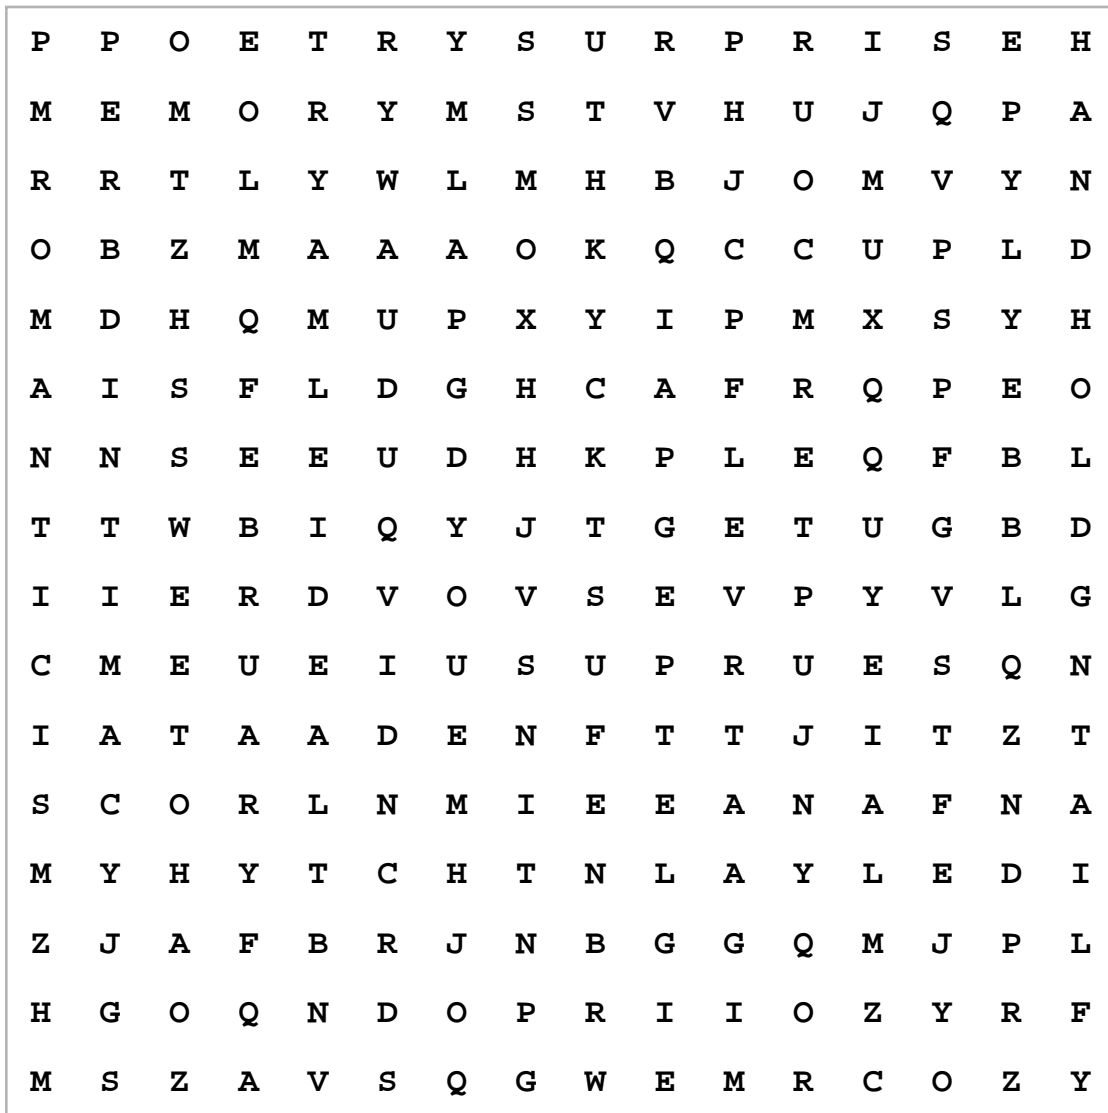 P P O E T R Y S U R P R I S E H
M E M O R Y M S T V H U J Q P A
R R T L Y W L M H B J O M V Y N
O B Z M A A A O K Q C C U P L D
M D H Q M U P X Y I P M X S Y H
A I S F L D G H C A F R Q P E O
N N S E E U D H K P L E Q F B L
T T W B I Q Y J T G E T U G B D
I I E R D V O V S E V P Y V L G
C M E U E I U S U P R U E S Q N
I A T A A D E N F T T J I T Z T
S C O R L N M I E E A N A F N A
M Y H Y T C H T N L A Y L E D I
Z J A F B R J N B G G Q M J P L
H G O Q N D O P R I I O Z Y R F
M S Z A V S Q G W E M R C O Z Y